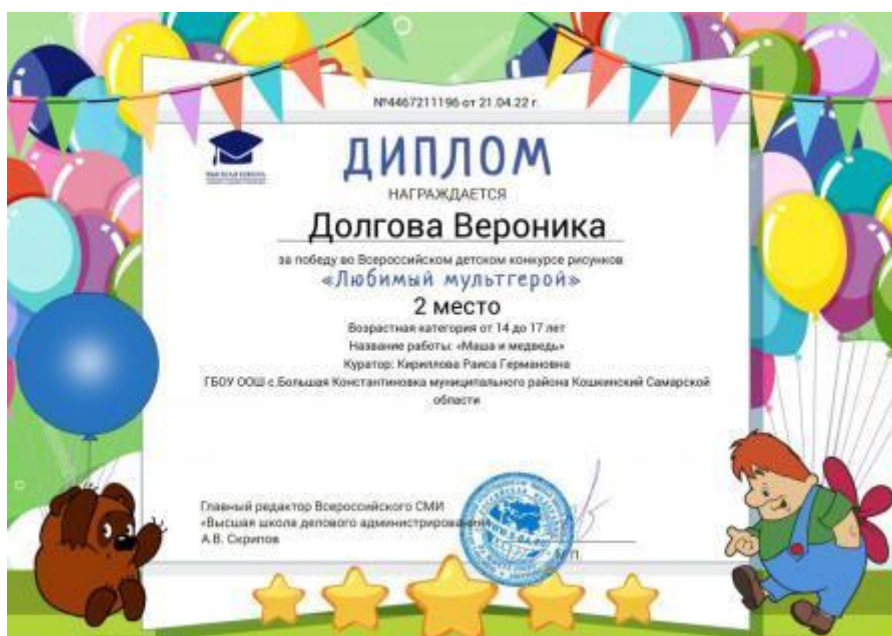 №4467211196 от 21.04.22 г.
ДИПЛОМ
НАГРАЖДАЕТСЯ
Долгова Вероника
за победу во Всероссийском детском конкурсе рисунков
«Любимый мультгерой»
2 место
Возрастная категория от 14 до 17 лет
Название работы: «Маша и медведь»
Куратор: Кириллова Раиса Германовна
ГБОУ ООШ с.Большая Константиновка муниципального района Кошкинский Самарской
области
Главный редактор Всероссийского СМИ
«Высшая школа делового администрирования»
А.В. Скрипов